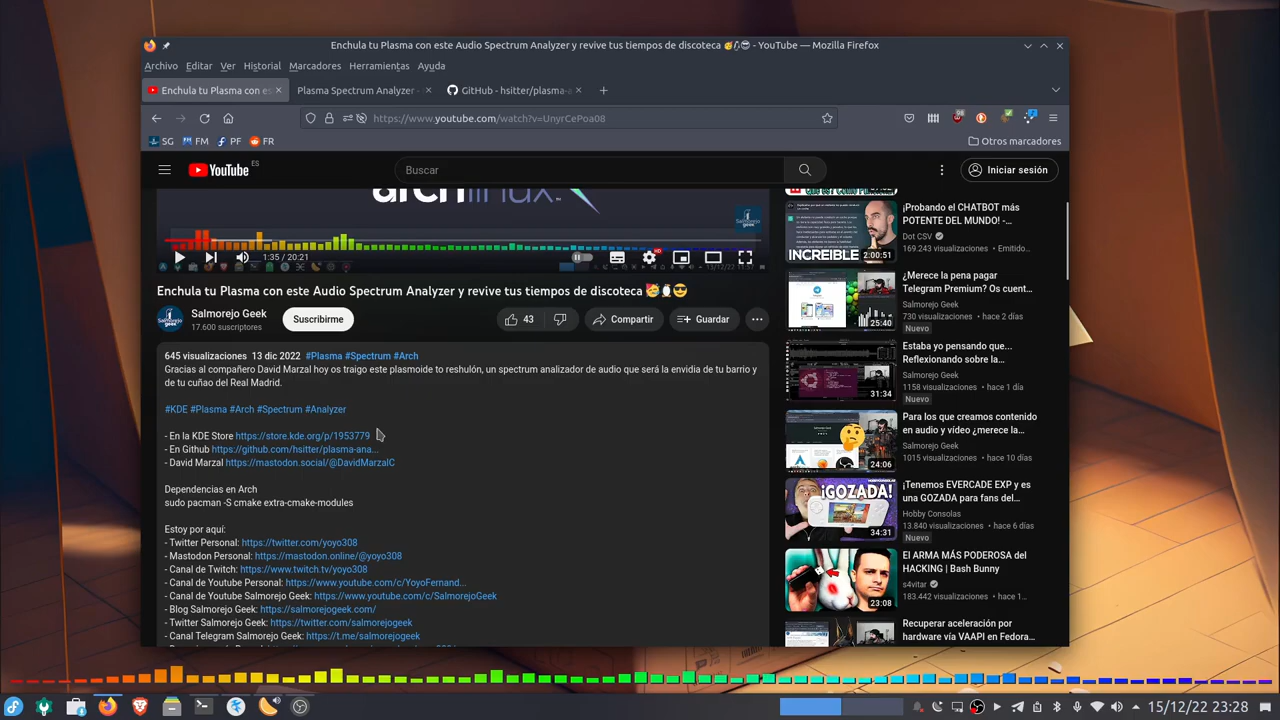 Enchula tu Plasma con este Audio Spectrum Analyzer y revive tus tiempos de discoteca 🥳🐧😎 - YouTube — Mozilla Firefox
Archivo Editar Ver Historial Marcadores Herramientas Ayuda
Enchula tu Plasma con es
Plasma Spectrum Analyzer -
GitHub - hsitter/plasma-a
https://www.youtube.com/watch?v=UnyrCePoa08
SG FM PF FR
Otros marcadores
YouTube ES
Buscar
Iniciar sesión
Salmorejo geek
1:35 / 20:21
HD
Enchula tu Plasma con este Audio Spectrum Analyzer y revive tus tiempos de discoteca 🥳🐧😎
Salmorejo Geek
17.600 suscriptores
Suscribirme
43
Compartir
Guardar
645 visualizaciones 13 dic 2022 #Plasma #Spectrum #Arch
Gracias al compañero David Marzal hoy os traigo este plasmoide to reshulón, un spectrum analizador de audio que será la envidia de tu barrio y
de tu cuñao del Real Madrid.
#KDE #Plasma #Arch #Spectrum #Analyzer
- En la KDE Store https://store.kde.org/p/1953779
- En Github https://github.com/hsitter/plasma-ana...
- David Marzal https://mastodon.social/@DavidMarzalC
Dependencias en Arch
sudo pacman -S cmake extra-cmake-modules
Estoy por aquí:
- Twitter Personal: https://twitter.com/yoyo308
- Mastodon Personal: https://mastodon.online/@yoyo308
- Canal de Twitch: https://www.twitch.tv/yoyo308
- Canal de Youtube Personal: https://www.youtube.com/c/YoyoFernand...
- Canal de Youtube Salmorejo Geek: https://www.youtube.com/c/SalmorejoGeek
- Blog Salmorejo Geek: https://salmorejogeek.com/
- Twitter Salmorejo Geek: https://twitter.com/salmorejogeek
- Canal Telegram Salmorejo Geek: https://t.me/salmorejogeek
¡Probando el CHATBOT más
POTENTE DEL MUNDO! -...
Dot CSV
169.243 visualizaciones • Emitido...
INCREIBLE
2:00:51
¿Merece la pena pagar
Telegram Premium? Os cuent...
Salmorejo Geek
730 visualizaciones • hace 2 días
Nuevo
25:40
Estaba yo pensando que...
Reflexionando sobre la...
Salmorejo Geek
1158 visualizaciones • hace 1 día
Nuevo
31:34
Para los que creamos contenido
en audio y vídeo ¿merece la...
Salmorejo Geek
1015 visualizaciones • hace 10 días
24:06
¡Tenemos EVERCADE EXP y es
una GOZADA para fans del...
Hobby Consolas
13.840 visualizaciones • hace 6 días
Nuevo
¡GOZADA!
34:31
El ARMA MÁS PODEROSA del
HACKING | Bash Bunny
s4vitar
183.442 visualizaciones • hace 1...
23:08
Recuperar aceleración por
hardware vía VAAPI en Fedora...
15/12/22 23:28